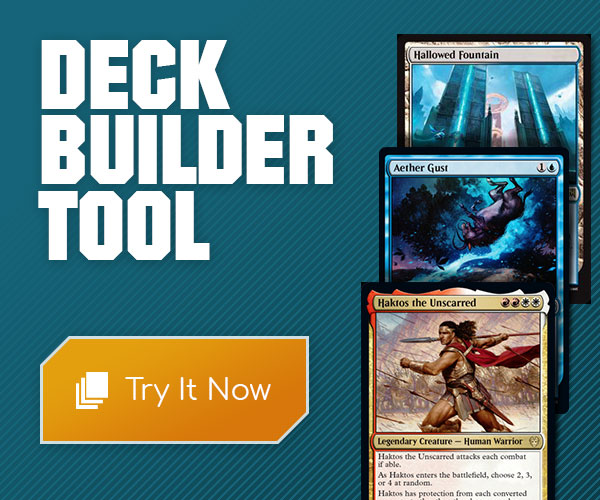 DECK
BUILDER
TOOL
Try It Now
Hallowed Fountain
Aether Gust 1
Haktos the Unscarred
Legendary Creature — Human Warrior
Haktos the Unscarred attacks each combat
if able.
As Haktos enters the battlefield, choose 2, 3,
or 4 at random.
Haktos has protection from each converted